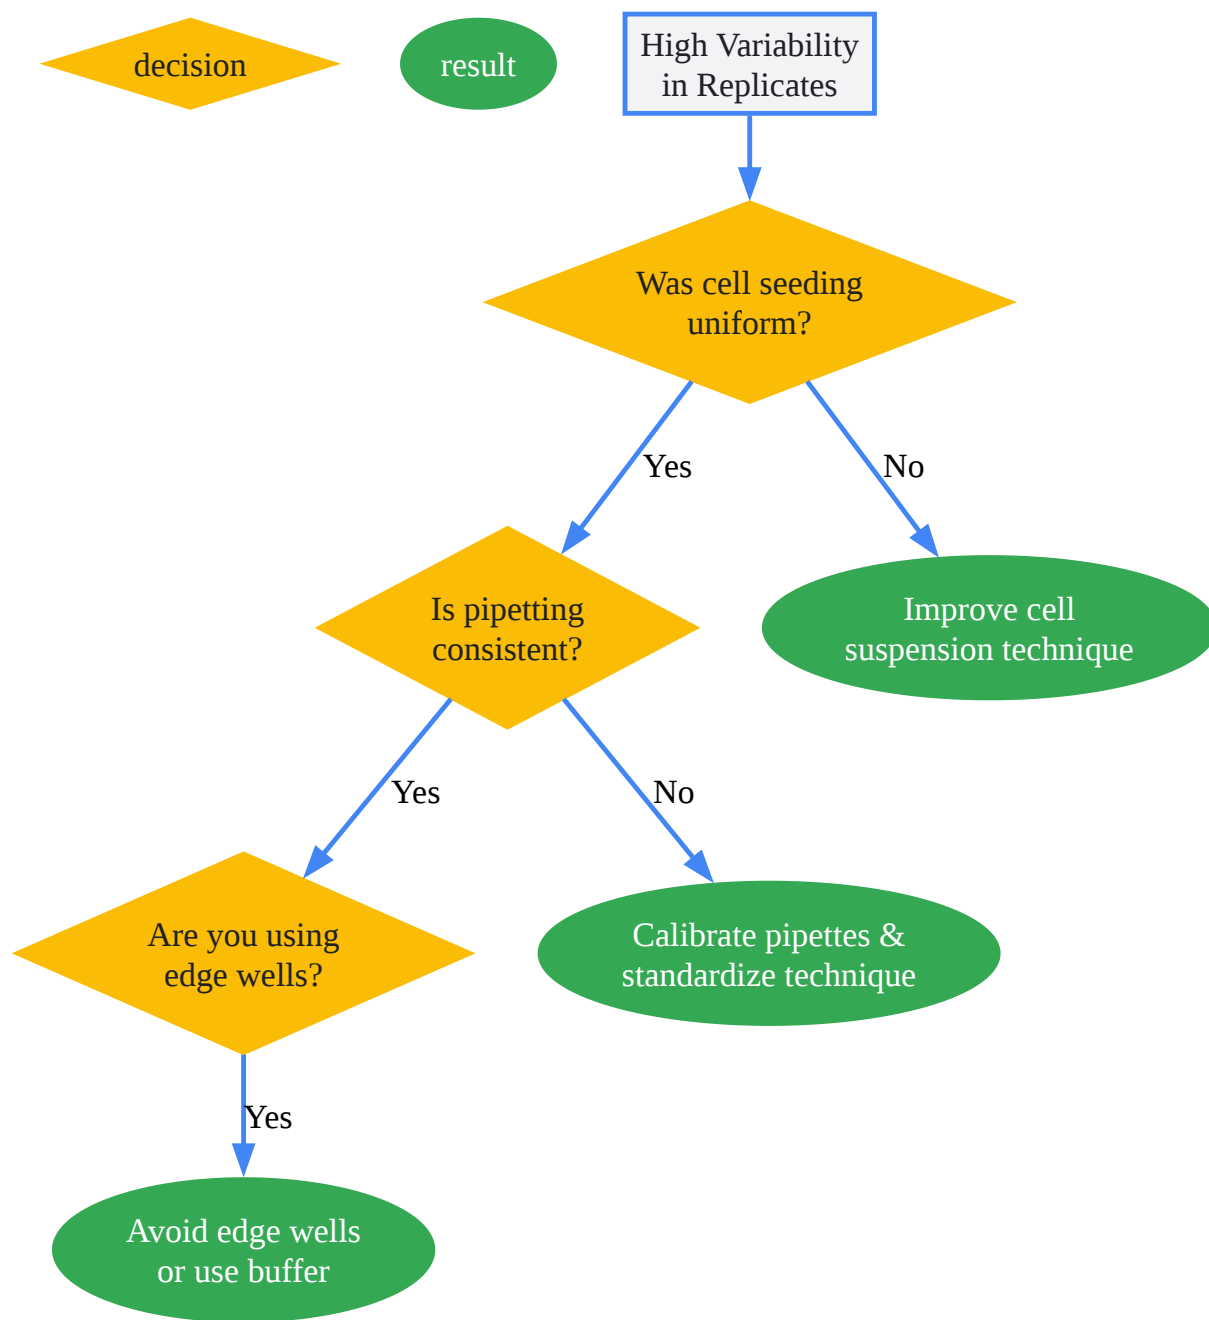 decision
result
High Variability
in Replicates
Was cell seeding
uniform?
Yes
No
Is pipetting
consistent?
Improve cell
suspension technique
Yes
No
Are you using
edge wells?
Calibrate pipettes &
standardize technique
Yes
Avoid edge wells
or use buffer